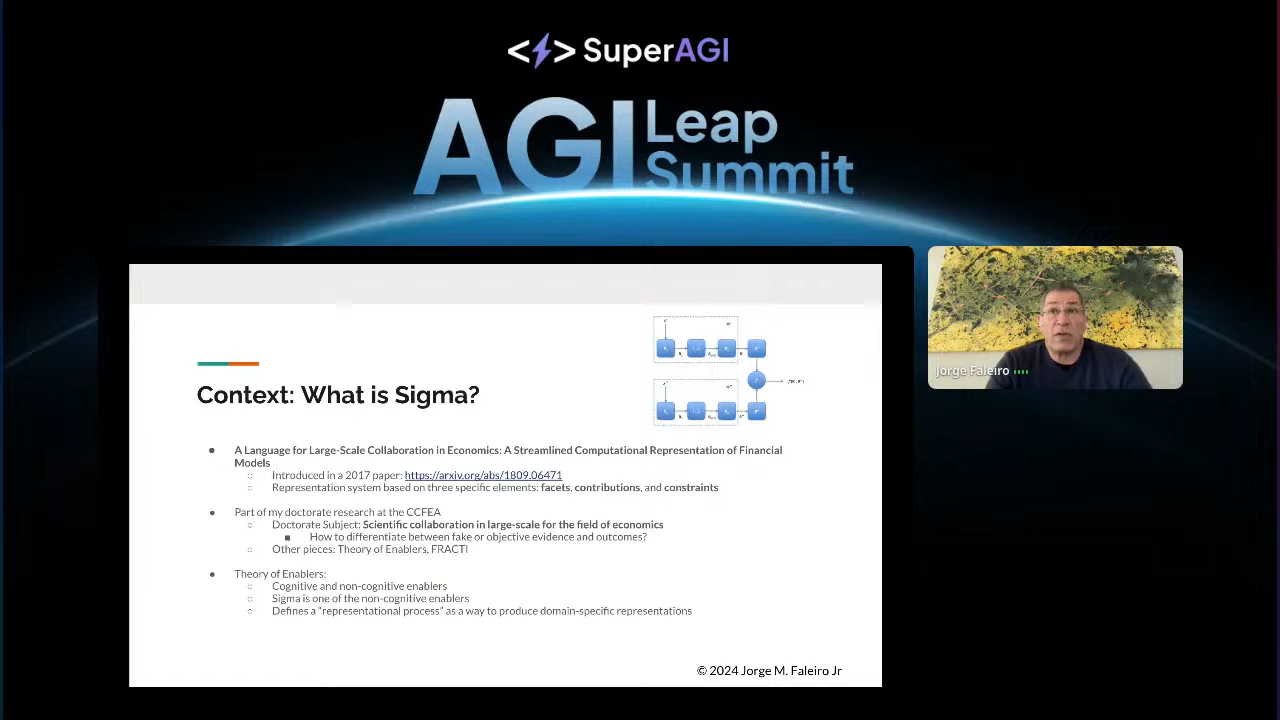 </> SuperAGI
AGI Leap Summit
Context: What is Sigma?
● A Language for Large-Scale Collaboration in Economics: A Streamlined Computational Representation of Financial
Models
○ Introduced in a 2017 paper: https://arxiv.org/abs/1809.06471
○ Representation system based on three specific elements: facets, contributions, and constraints
● Part of my doctorate research at the CCFEA
○ Doctorate Subject: Scientific collaboration in large-scale for the field of economics
■ How to differentiate between fake or objective evidence and outcomes?
○ Other pieces: Theory of Enablers, FRACTI
● Theory of Enablers:
○ Cognitive and non-cognitive enablers
○ Sigma is one of the non-cognitive enablers
○ Defines a “representational process” as a way to produce domain-specific representations
© 2024 Jorge M. Faleiro Jr
Jorge Faleiro